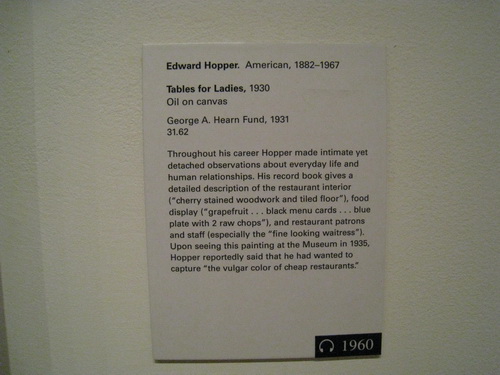 Edward Hopper. American, 1882–1967
Tables for Ladies, 1930
Oil on canvas
George A. Hearn Fund, 1931
31.62
Throughout his career Hopper made intimate yet
detached observations about everyday life and
human relationships. His record book gives a
detailed description of the restaurant interior
("cherry stained woodwork and tiled floor"), food
display ("grapefruit . . . black menu cards . . . blue
plate with 2 raw chops"), and restaurant patrons
and staff (especially the "fine looking waitress").
Upon seeing this painting at the Museum in 1935,
Hopper reportedly said that he had wanted to
capture "the vulgar color of cheap restaurants."
1960